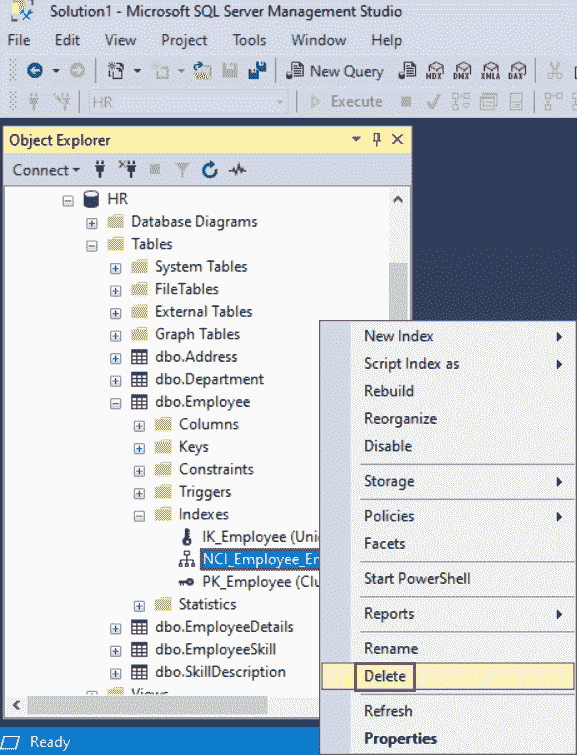 Solution1 - Microsoft SQL Server Management Studio
File Edit View Project Tools Window Help
New Query MDX DMX XMLA DAX
HR Execute
Object Explorer
Connect
HR
Database Diagrams
Tables
System Tables
FileTables
External Tables
Graph Tables
dbo.Address
dbo.Department
dbo.Employee
Columns
Keys
Constraints
Triggers
Indexes
IK_Employee (Uni
NCI_Employee_E
PK_Employee (Clu
Statistics
dbo.EmployeeDetails
dbo.EmployeeSkill
dbo.SkillDescription
Views
New Index
Script Index as
Rebuild
Reorganize
Disable
Storage
Policies
Facets
Start PowerShell
Reports
Rename
Delete
Refresh
Properties
Ready